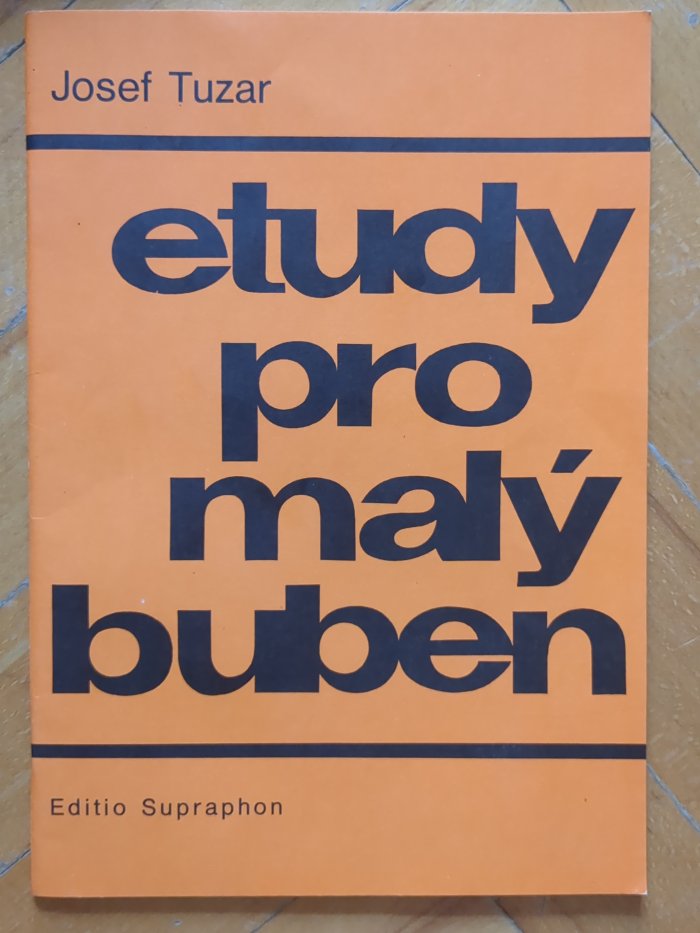 Josef Tuzar
etudy
pro
malý
buben
Editio Supraphon